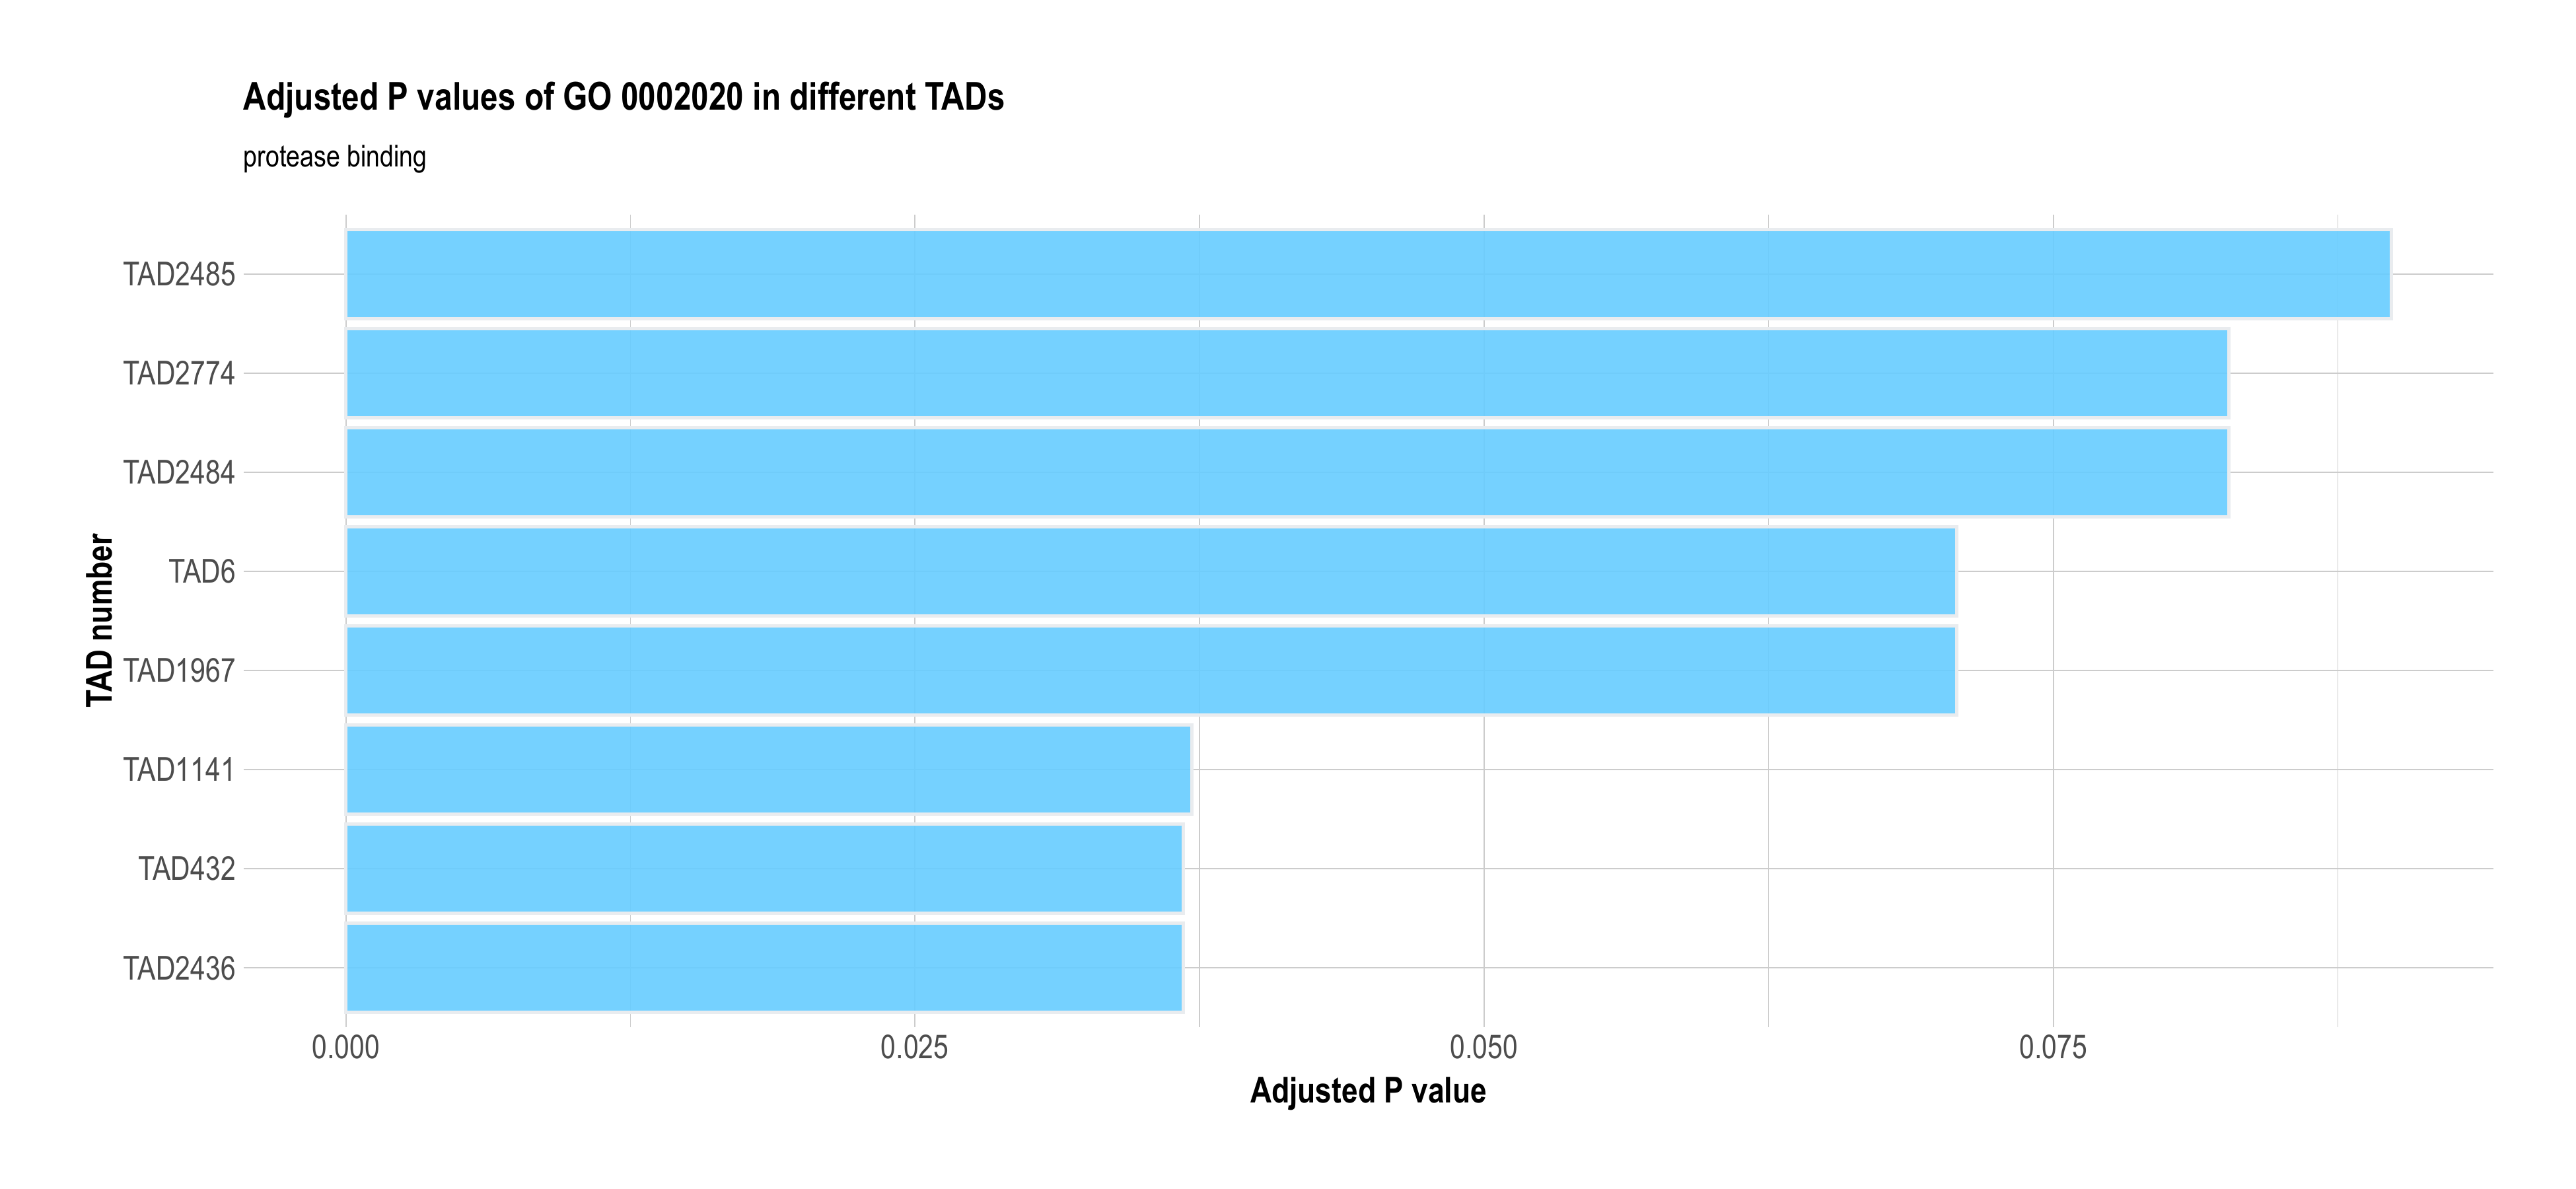 Adjusted P values of GO 0002020 in different TADs
protease binding
TAD2485
TAD2774
TAD2484
TAD6
TAD1967
TAD1141
TAD432
TAD2436
TAD number
0.000 0.025 0.050 0.075
Adjusted P value